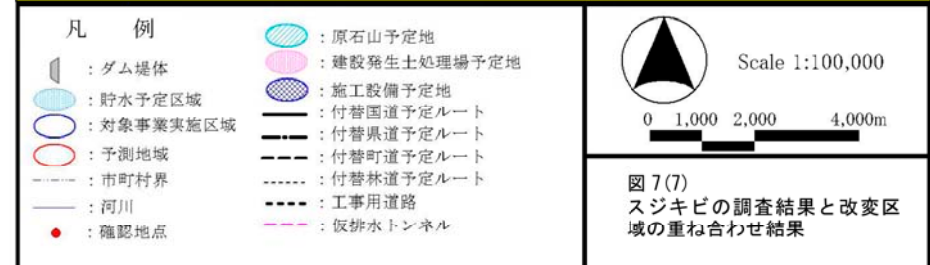 凡 例
：ダム堤体
：貯水予定区域
：対象事業実施区域
：予測地域
：市町村界
：河川
：確認地点
：原石山予定地
：建設発生土処理場予定地
：施工設備予定地
：付替国道予定ルート
：付替県道予定ルート
：付替町道予定ルート
：付替林道予定ルート
：工事用道路
：仮排水トンネル
Scale 1:100,000
0 1,000 2,000 4,000m
図 7(7)
スジキビの調査結果と改変区
域の重ね合わせ結果